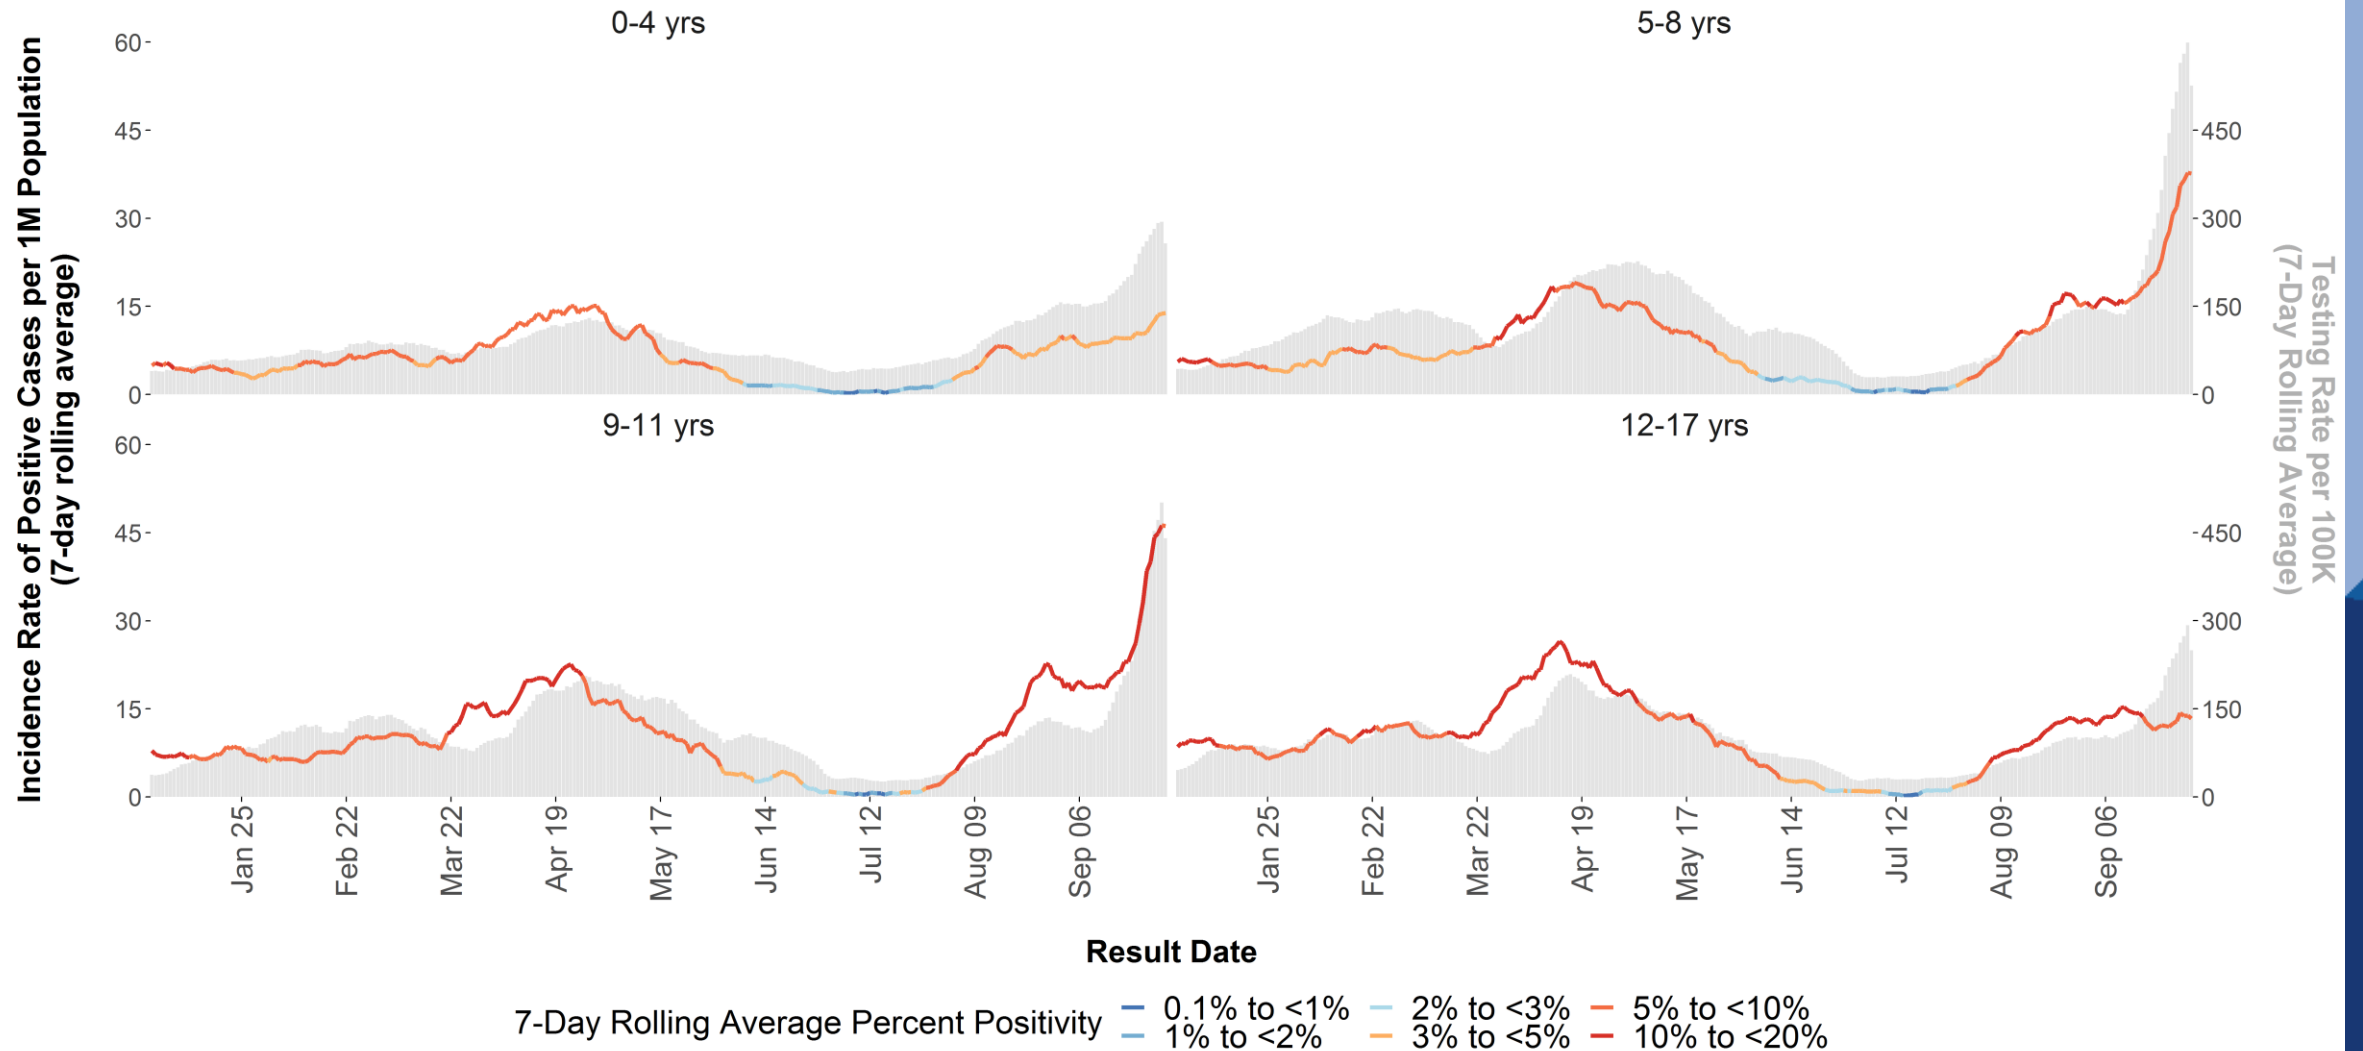 0-4 yrs
5-8 yrs
60
45
30
15
0
450
300
150
0
9-11 yrs
12-17 yrs
60
45
30
15
0
450
300
150
0
Incidence Rate of Positive Cases per 1M Population
(7-day rolling average)
Testing Rate per 100K
(7-Day Rolling Average)
Jan 25
Feb 22
Mar 22
Apr 19
May 17
Jun 14
Jul 12
Aug 09
Sep 06
Jan 25
Feb 22
Mar 22
Apr 19
May 17
Jun 14
Jul 12
Aug 09
Sep 06
Result Date
7-Day Rolling Average Percent Positivity
0.1% to <1%
2% to <3%
5% to <10%
1% to <2%
3% to <5%
10% to <20%